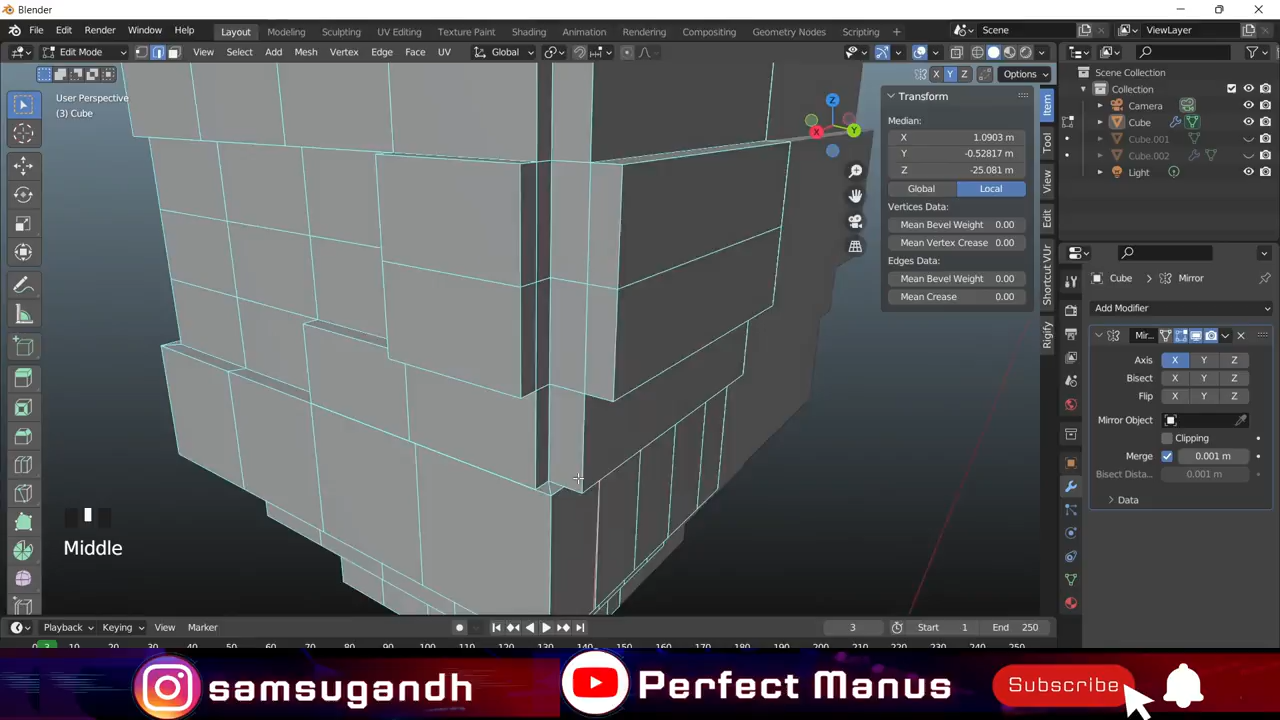 Blender
File Edit Render Window Help
Layout Modeling Sculpting UV Editing Texture Paint Shading Animation Rendering Compositing Geometry Nodes Scripting +
Scene
ViewLayer
Edit Mode
View Select Add Mesh Vertex Edge Face UV
Global
X Y Z
Options
User Perspective
(3) Cube
Z
X
Y
Transform
Median:
X 1.0903 m
Y -0.52817 m
Z -25.081 m
Global Local
Vertices Data:
Mean Bevel Weight 0.00
Mean Vertex Crease 0.00
Edges Data:
Mean Bevel Weight 0.00
Mean Crease 0.00
Item
Tool
View
Edit
Shortcut VUr
Rigify
Scene Collection
Collection
Camera
Cube
Cube.001
Cube.002
Light
Cube > Mirror
Add Modifier
Mir...
Axis X Y Z
Bisect X Y Z
Flip X Y Z
Mirror Object
Clipping
Merge 0.001 m
Bisect Dista... 0.001 m
Data
Middle
Playback Keying View Marker
3
Start 1
End 250
samsugandh
Perfect Manus
Subscribe